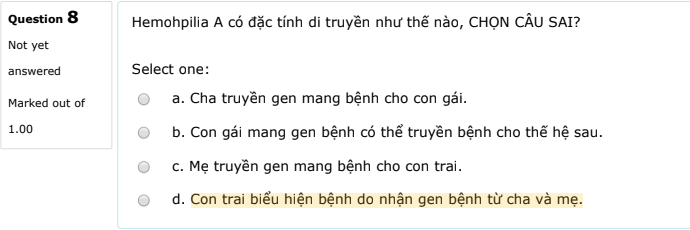 Question 8
Not yet
answered
Marked out of
1.00
Hemohpilia A có đặc tính di truyền như thế nào, CHỌN CÂU SAI?
Select one:
a. Cha truyền gen mang bệnh cho con gái.
b. Con gái mang gen bệnh có thể truyền bệnh cho thế hệ sau.
c. Mẹ truyền gen mang bệnh cho con trai.
d. Con trai biểu hiện bệnh do nhận gen bệnh từ cha và mẹ.